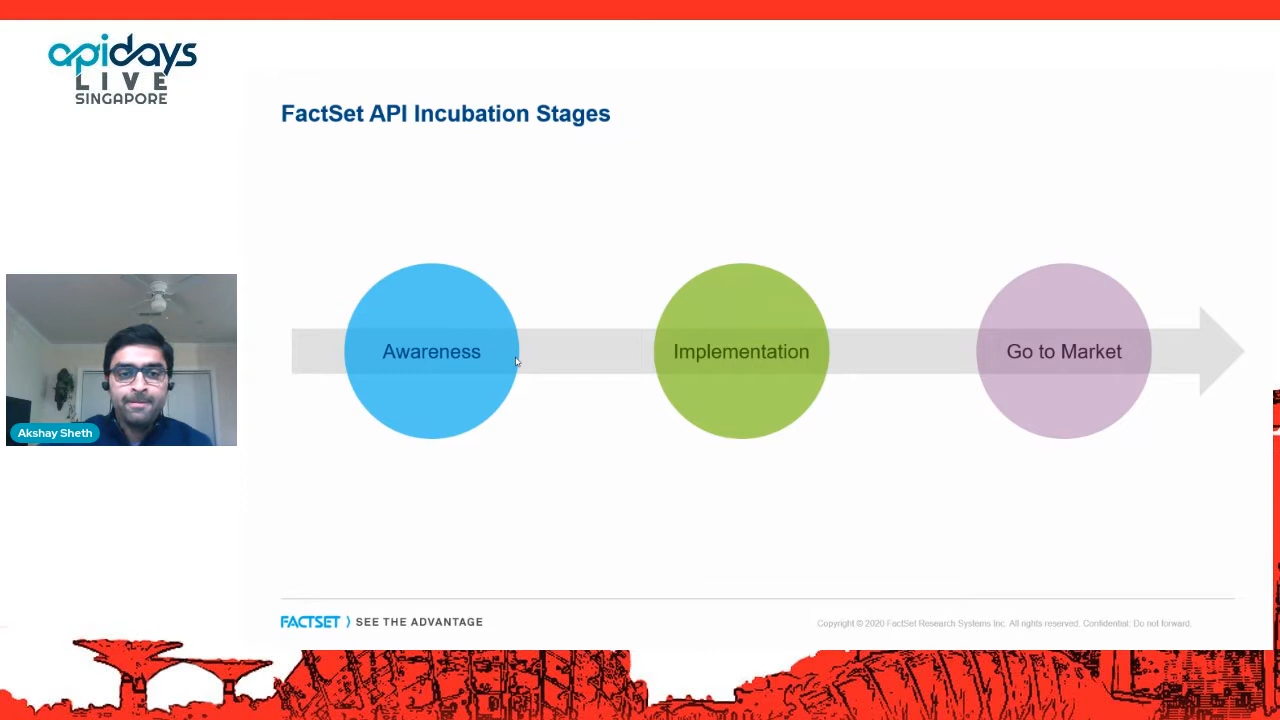 apidays
LIVE
SINGAPORE
FactSet API Incubation Stages
Awareness
Implementation
Go to Market
Akshay Sheth
FACTSET ⟩ SEE THE ADVANTAGE
Copyright © 2020 FactSet Research Systems Inc. All rights reserved. Confidential: Do not forward.